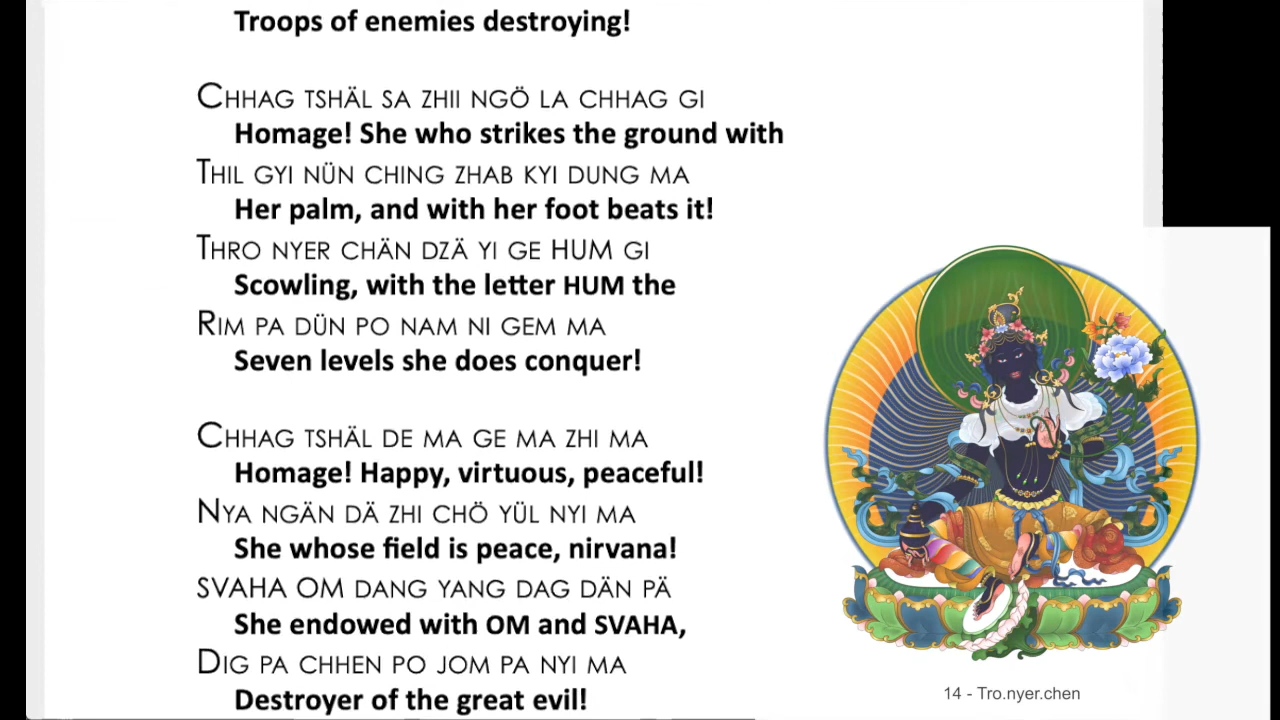 Troops of enemies destroying!
CHHAG TSHÄL SA ZHII NGÖ LA CHHAG GI
Homage! She who strikes the ground with
THIL GYI NÜN CHING ZHAB KYI DUNG MA
Her palm, and with her foot beats it!
THRO NYER CHÄN DZÄ YI GE HUM GI
Scowling, with the letter HUM the
RIM PA DÜN PO NAM NI GEM MA
Seven levels she does conquer!
CHHAG TSHÄL DE MA GE MA ZHI MA
Homage! Happy, virtuous, peaceful!
NYA NGÄN DÄ ZHI CHÖ YÜL NYI MA
She whose field is peace, nirvana!
SVAHA OM DANG YANG DAG DÄN PÄ
She endowed with OM and SVAHA,
DIG PA CHHEN PO JOM PA NYI MA
Destroyer of the great evil!
14 - Tro.nyer.chen